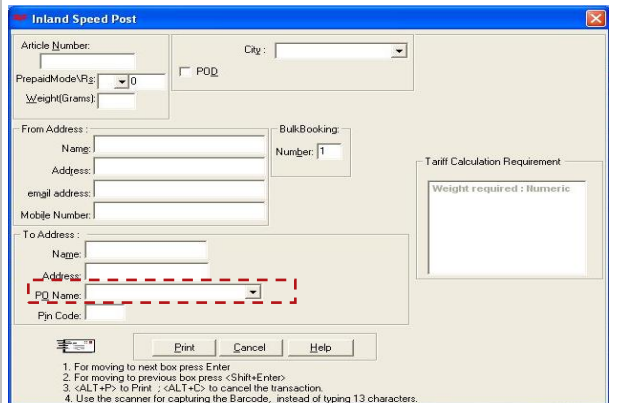 Inland Speed Post
Article Number:
City :
POD
PrepaidMode\Rs: 0
Weight(Grams):
From Address :
BulkBooking:
Name:
Number: 1
Address:
email address:
Mobile Number:
Tariff Calculation Requirement
Weight required : Numeric
To Address :
Name:
Address:
PO Name:
Pin Code:
Print Cancel Help
1. For moving to next box press Enter
2. For moving to previous box press <Shift+Enter>
3. <ALT+P> to Print ; <ALT+C> to cancel the transaction.
4. Use the scanner for capturing the Barcode, instead of typing 13 characters.